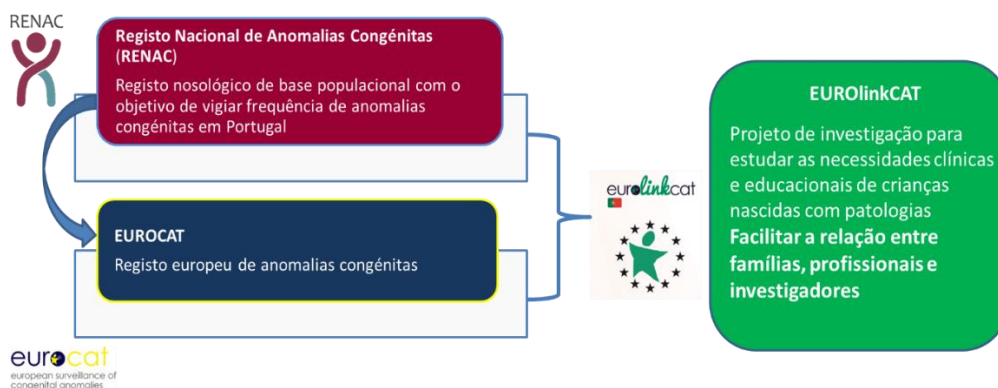 RENAC
Registo Nacional de Anomalias Congénitas
(RENAC)
Registo nosológico de base populacional com o
objetivo de vigiar frequência de anomalias
congénitas em Portugal
EUROCAT
Registo europeu de anomalias congénitas
eurocat
european surveillance of
congenital anomalies
eurolinkcat
EUROlinkCAT
Projeto de investigação para
estudar as necessidades clínicas
e educacionais de crianças
nascidas com patologias
Facilitar a relação entre
famílias, profissionais e
investigadores